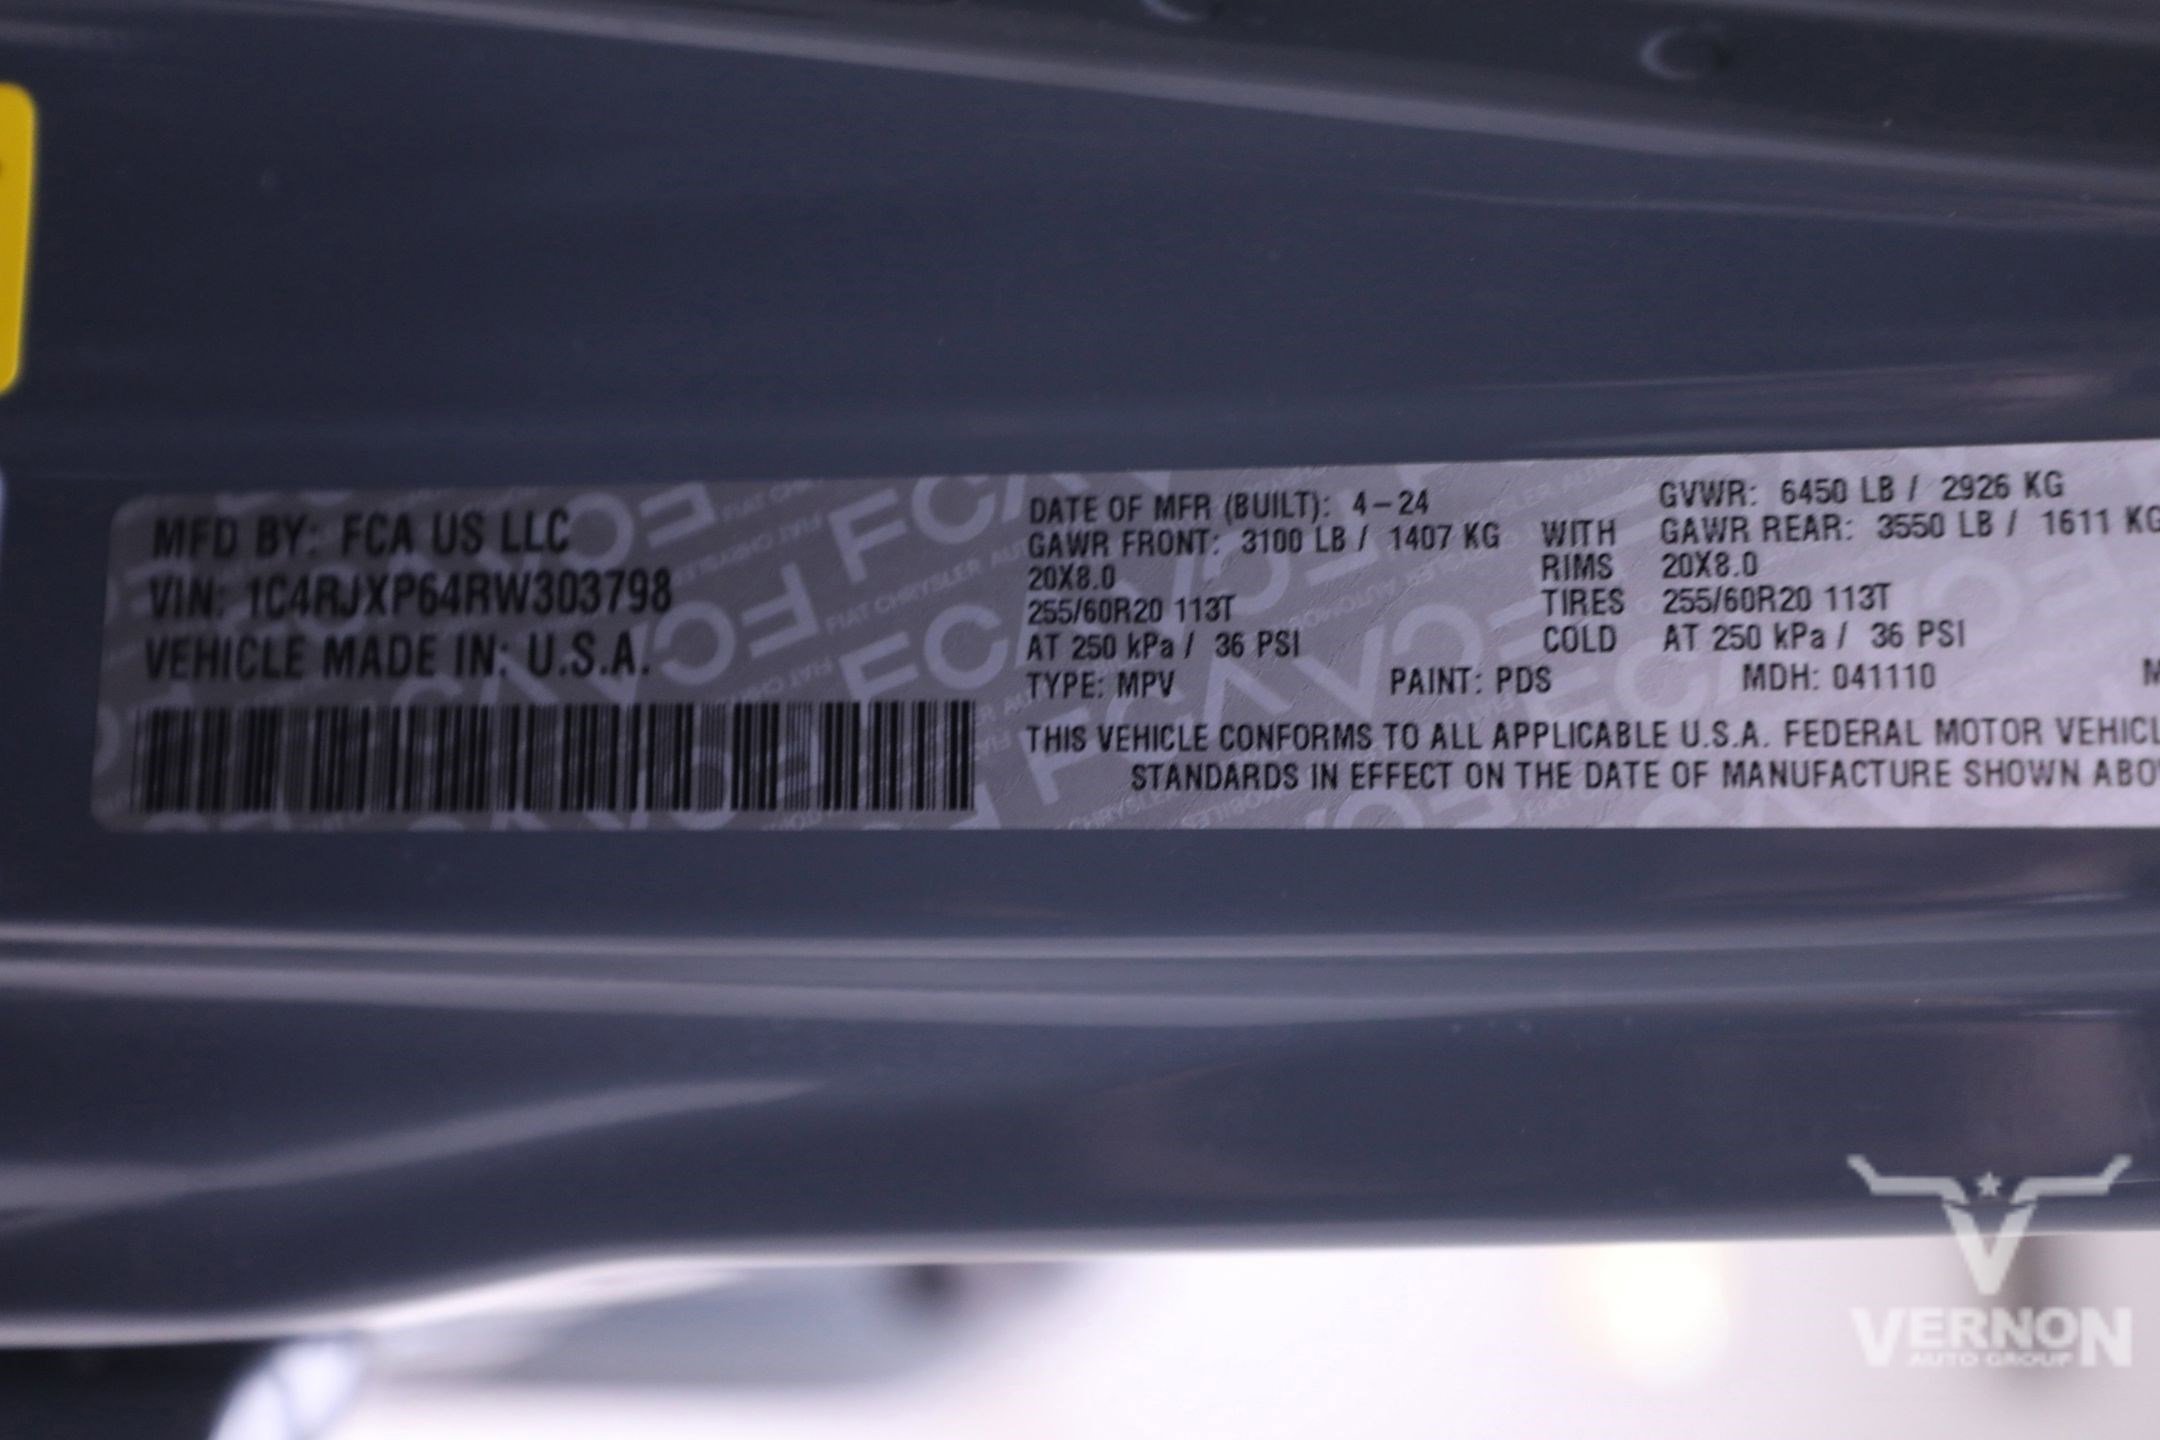 MFD BY: FCA US LLC
VIN: 1C4RJXP64RW303798
VEHICLE MADE IN: U.S.A.
DATE OF MFR (BUILT): 4-24 GVWR: 6450 LB / 2926 KG
GAWR FRONT: 3100 LB / 1407 KG WITH GAWR REAR: 3550 LB / 1611 KG
20X8.0 RIMS 20X8.0
255/60R20 113T TIRES 255/60R20 113T
AT 250 kPa / 36 PSI COLD AT 250 kPa / 36 PSI
TYPE: MPV PAINT: PDS MDH: 041110
THIS VEHICLE CONFORMS TO ALL APPLICABLE U.S.A. FEDERAL MOTOR VEHICL
STANDARDS IN EFFECT ON THE DATE OF MANUFACTURE SHOWN ABO
VERNON
AUTO GROUP